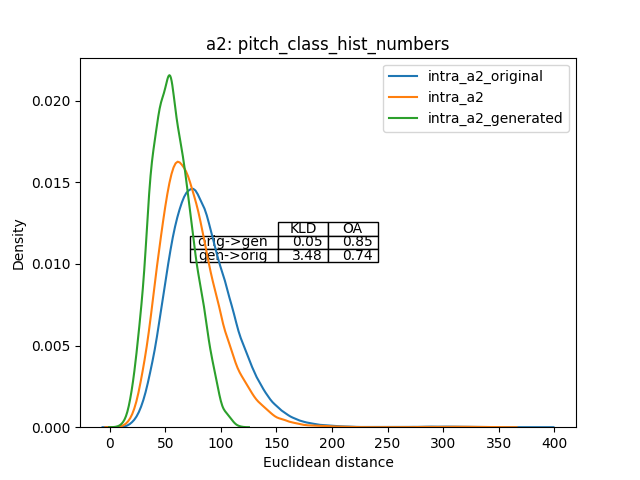 a2: pitch_class_hist_numbers
intra_a2_original
intra_a2
intra_a2_generated
KLD OA
orig->gen 0.05 0.85
gen->orig 3.48 0.74
Density
0.020
0.015
0.010
0.005
0.000
0 50 100 150 200 250 300 350 400
Euclidean distance